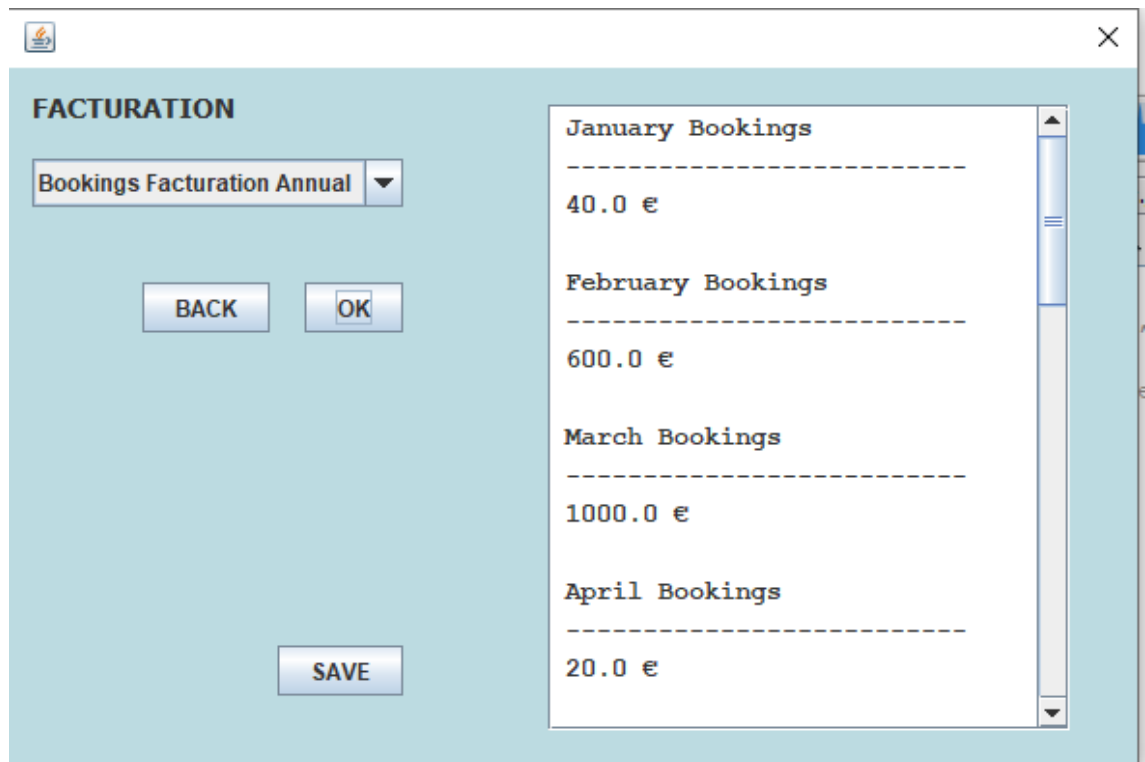 FACTURATION
Bookings Facturation Annual
BACK
OK
SAVE
January Bookings
--------------------------
40.0 €
February Bookings
--------------------------
600.0 €
March Bookings
--------------------------
1000.0 €
April Bookings
--------------------------
20.0 €